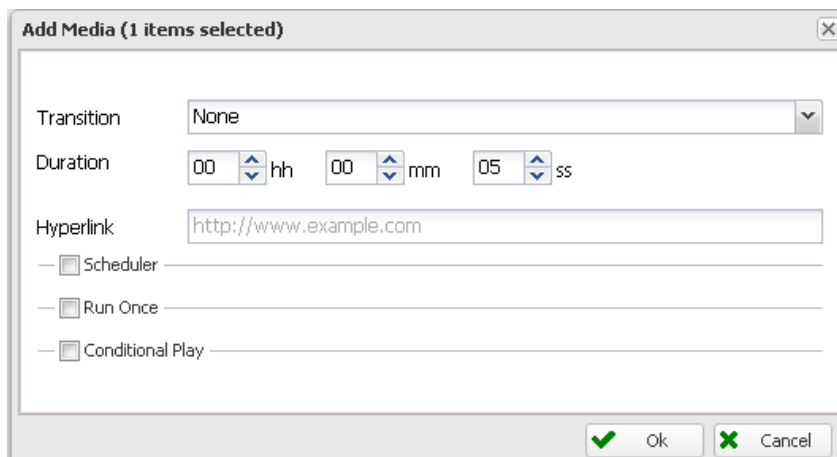 Add Media (1 items selected)
Transition None
Duration 00 hh 00 mm 05 ss
Hyperlink http://www.example.com
Scheduler
Run Once
Conditional Play
Ok Cancel